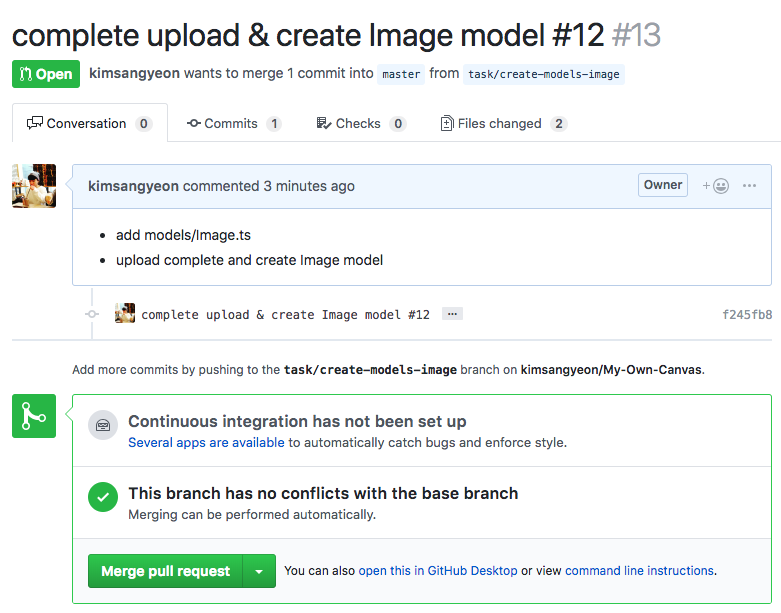 complete upload & create Image model #12 #13
Open kimsangyeon wants to merge 1 commit into master from task/create-models-image
Conversation 0 Commits 1 Checks 0 Files changed 2
kimsangyeon commented 3 minutes ago Owner + ...
• add models/Image.ts
• upload complete and create Image model
complete upload & create Image model #12 ... f245fb8
Add more commits by pushing to the task/create-models-image branch on kimsangyeon/My-Own-Canvas.
Continuous integration has not been set up
Several apps are available to automatically catch bugs and enforce style.
This branch has no conflicts with the base branch
Merging can be performed automatically.
Merge pull request You can also open this in GitHub Desktop or view command line instructions.